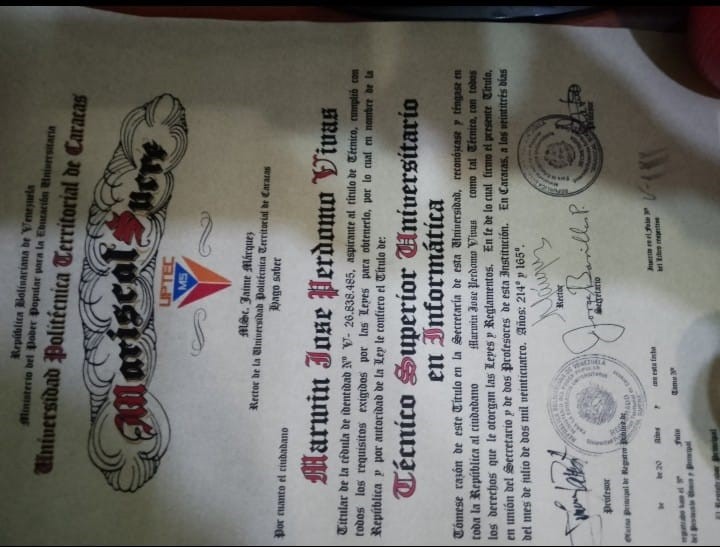 República Bolivariana de Venezuela
Ministerio del Poder Popular para la Educación Universitaria
Universidad Politécnica Territorial de Caracas
Mariscal Sucre
UPTEC
MS
MSc. Jaime Márquez
Rector de la Universidad Politécnica Territorial de Caracas
Hago saber
Por cuanto el ciudadano
Marwin Jose Perdomo Vivas
Titular de la cédula de identidad Nº V- 26.838.485, aspirante al título de Técnico, cumplió con
todos los requisitos exigidos por las Leyes para obtenerlo, por lo cual en nombre de la
República y por autoridad de la Ley le confiero el Título de:
Técnico Superior Universitario
en Informática
Tómese razón de este Título en la Secretaría de esta Universidad, reconózcase y téngase en
toda la República al ciudadano Marwin Jose Perdomo Vivas como tal Técnico, con todos
los derechos que le otorgan las Leyes y Reglamentos. En fe de lo cual firmo el presente Título,
en unión del Secretario y de dos Profesores de esta Institución. En Caracas, a los veintitrés días
del mes de julio de dos mil veinticuatro. Años: 214º y 165º.
Rector
Profesor
Secretario
Oficina Principal de Registro Público de
Inscrito en el Folio Nº
del Libro respectivo
de de 20 Años y con esta fecha
registrado bajo el Nº Folio Tomo Nº
del Protocolo Único y Principal